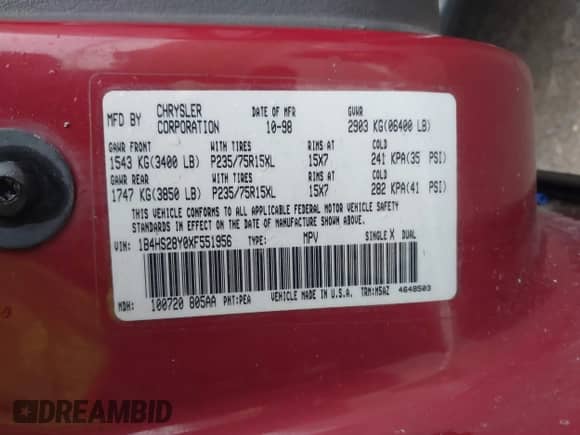 MFD BY CHRYSLER CORPORATION DATE OF MFR 10-98 GVWR 2903 KG(06400 LB)
GAWR FRONT WITH TIRES RIMS AT COLD
1543 KG(3400 LB) P235/75R15XL 15X7 241 KPA(35 PSI)
GAWR REAR WITH TIRES RIMS AT COLD
1747 KG(3850 LB) P235/75R15XL 15X7 282 KPA(41 PSI)
THIS VEHICLE CONFORMS TO ALL APPLICABLE FEDERAL MOTOR VEHICLE SAFETY
STANDARDS IN EFFECT ON THE DATE OF MANUFACTURE SHOWN ABOVE
VIN: 1B4HS28Y0XF551956 TYPE: MPV SINGLE X DUAL
MDH: 100720 805AA PNT:PEA VEHICLE MADE IN U.S.A. TRM:M5AZ 4648503
DREAMBID